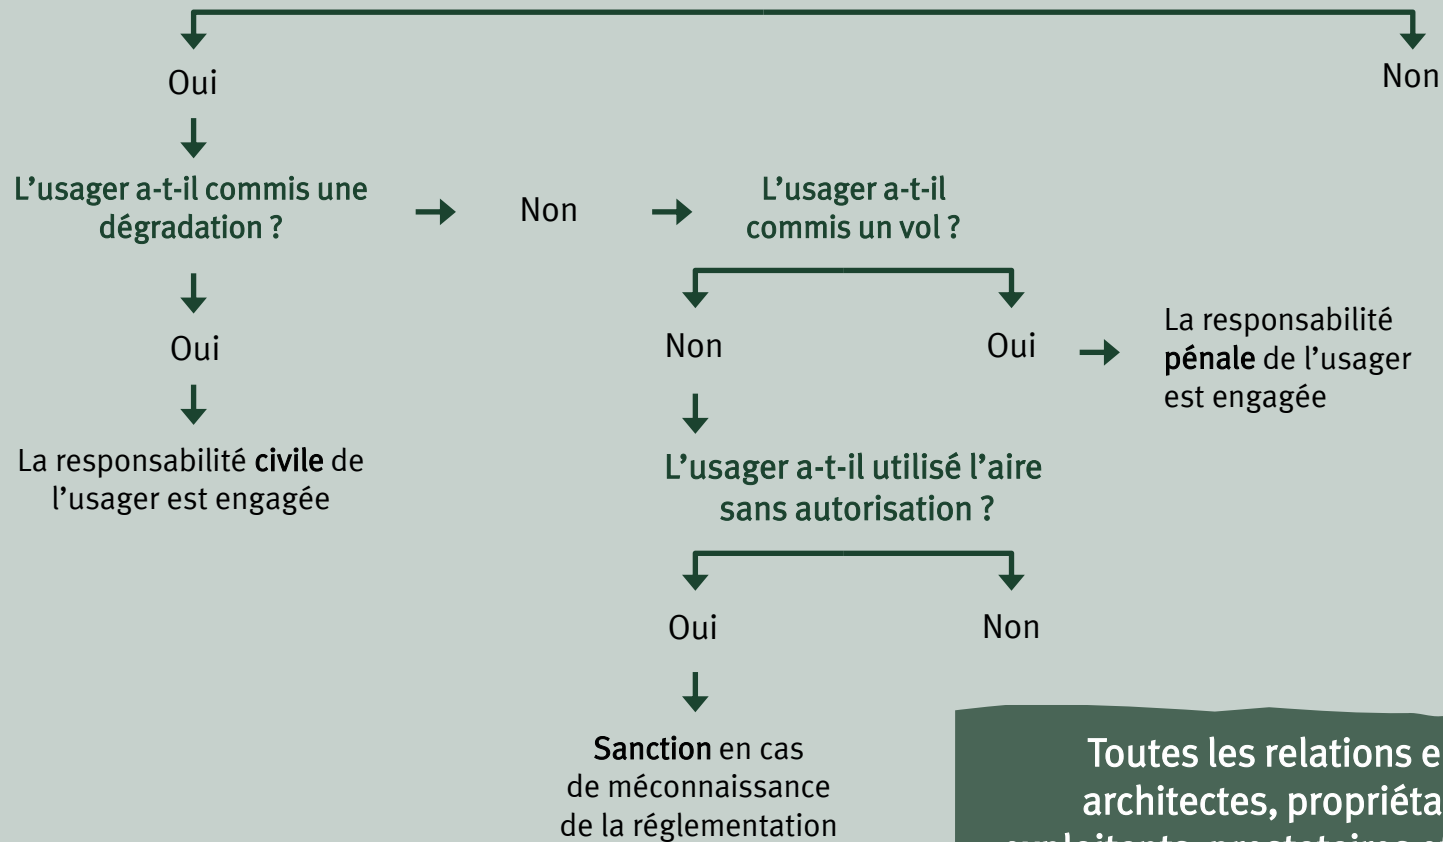 Oui
Non
L'usager a-t-il commis une
dégradation ?
Non
L'usager a-t-il
commis un vol ?
Oui
La responsabilité civile de
l'usager est engagée
Non
Oui
La responsabilité
pénale de l'usager
est engagée
L'usager a-t-il utilisé l'aire
sans autorisation ?
Oui
Non
Sanction en cas
de méconnaissance
de la réglementation
Toutes les relations
architectes,